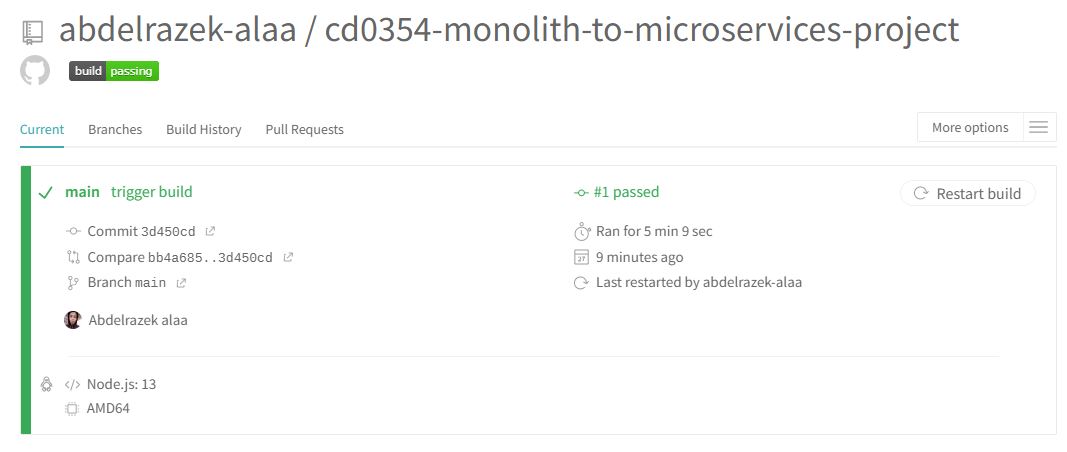 abdelrazek-alaa / cd0354-monolith-to-microservices-project
build passing
Current Branches Build History Pull Requests More options
main trigger build #1 passed Restart build
Commit 3d450cd Ran for 5 min 9 sec
Compare bb4a685..3d450cd 9 minutes ago
Branch main Last restarted by abdelrazek-alaa
Abdelrazek alaa
Node.js: 13
AMD64